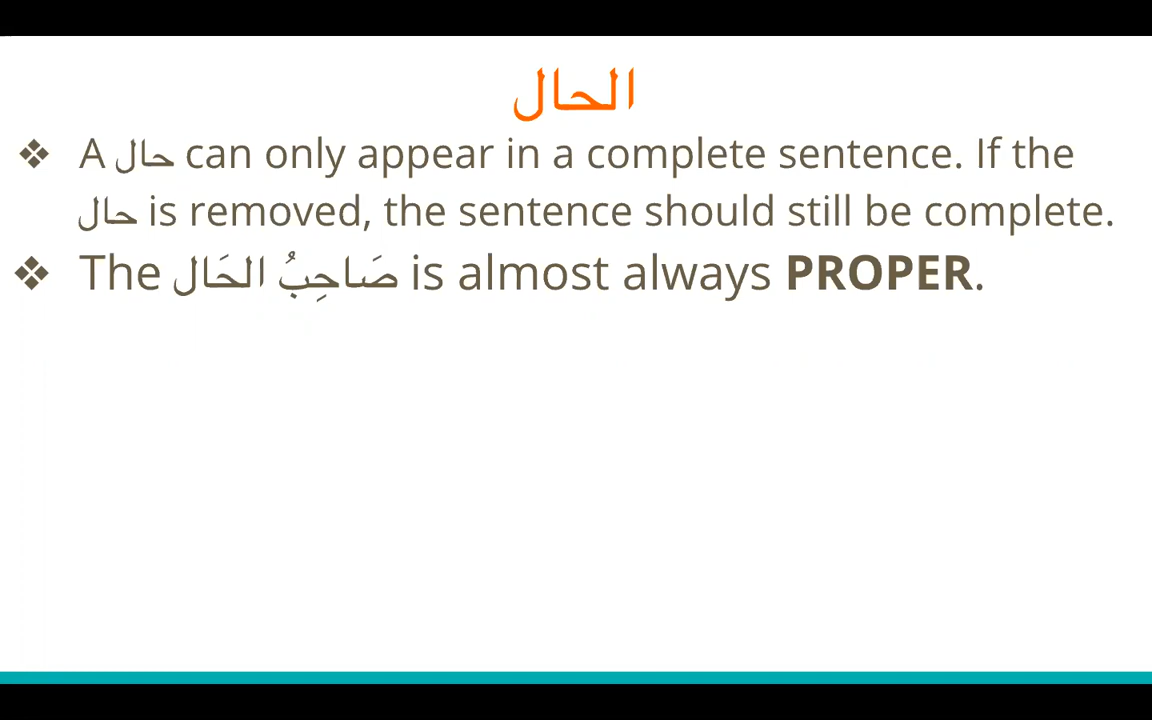 الحال
❖ A حال can only appear in a complete sentence. If the
حال is removed, the sentence should still be complete.
❖ The صَاحِبُ الحَال is almost always PROPER.